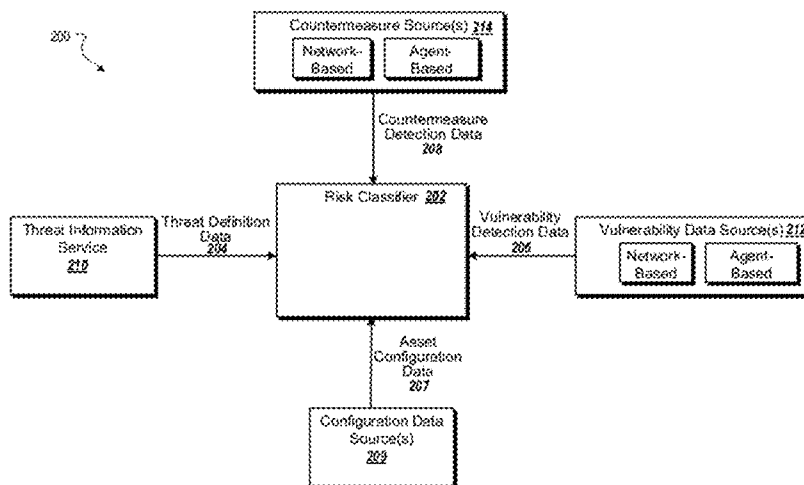 200
Countermeasure Source(s) 214
Network-
Based
Agent-
Based
Countermeasure
Detection Data
208
Risk Classifier 202
Threat Information
Service
210
Threat Definition
Data
204
Vulnerability
Detection Data
206
Vulnerability Data Source(s) 212
Network-
Based
Agent-
Based
Asset
Configuration
Data
207
Configuration Data
Source(s)
209